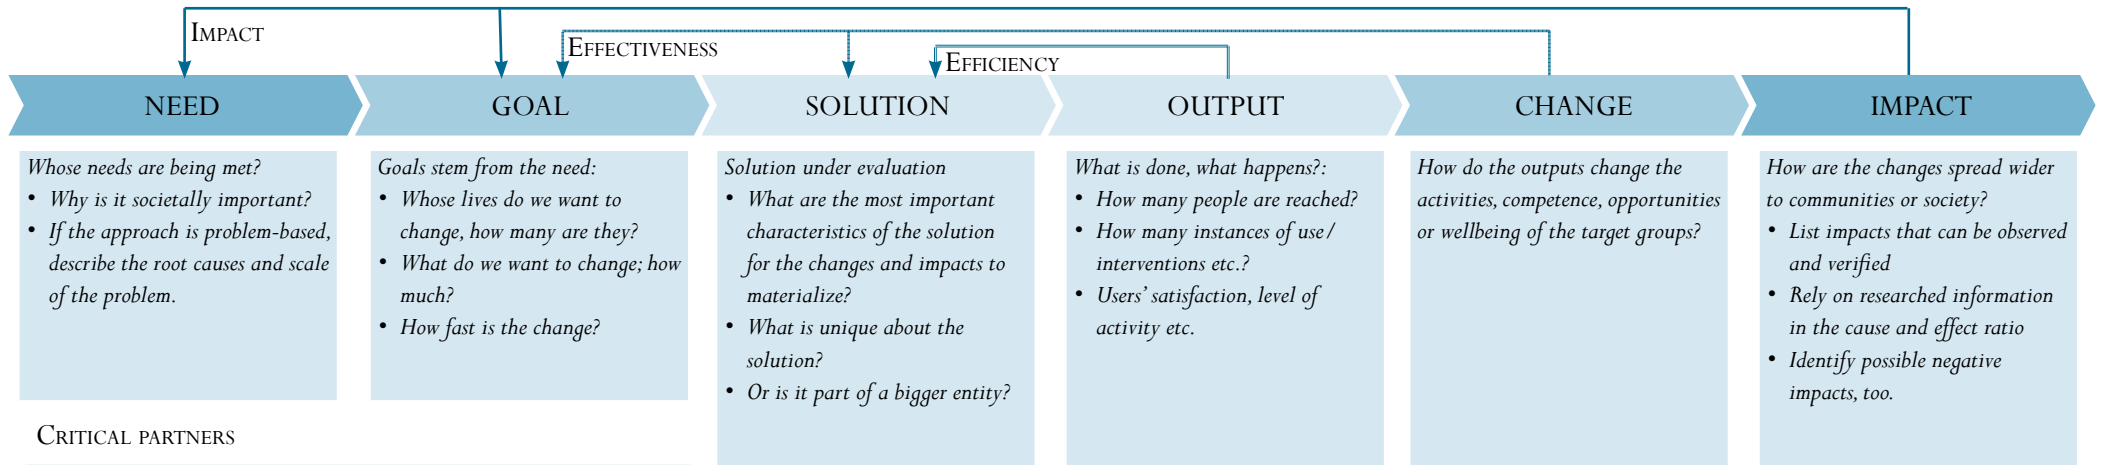 IMPACT
EFFECTIVENESS
EFFICIENCY
NEED
GOAL
SOLUTION
OUTPUT
CHANGE
IMPACT
Whose needs are being met?
• Why is it societally important?
• If the approach is problem-based,
describe the root causes and scale
of the problem.
Goals stem from the need:
• Whose lives do we want to
change, how many are they?
• What do we want to change; how
much?
• How fast is the change?
Solution under evaluation
• What are the most important
characteristics of the solution
for the changes and impacts to
materialize?
• What is unique about the
solution?
• Or is it part of a bigger entity?
What is done, what happens?:
• How many people are reached?
• How many instances of use/
interventions etc.?
• Users' satisfaction, level of
activity etc.
How do the outputs change the
activities, competence, opportunities
or wellbeing of the target groups?
How are the changes spread wider
to communities or society?
• List impacts that can be observed
and verified
• Rely on researched information
in the cause and effect ratio
• Identify possible negative
impacts, too.
CRITICAL PARTNERS